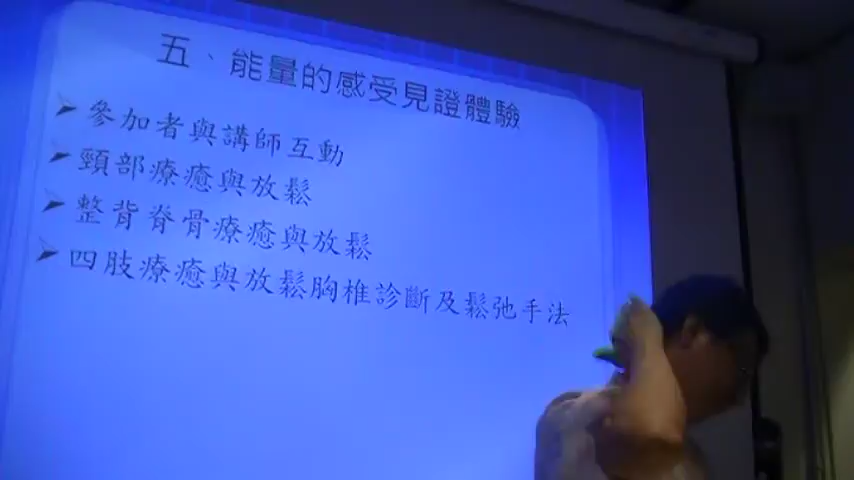 五、能量的感受見證體驗
參加者與講師互動
頸部療癒與放鬆
整背脊骨療癒與放鬆
四肢療癒與放鬆胸椎診斷及鬆弛手法